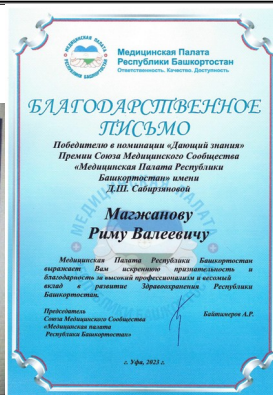 Медицинская Палата
Республики Башкортостан
Ответственность. Качество. Доступность
БЛАГОДАРСТВЕННОЕ
ПИСЬМО
Победителю в номинации «Дающий знания»
Премии Союза Медицинского Сообщества
«Медицинская Палата Республики
Башкортостан» имени
Д.Ш. Сабирзяновой
Магжанову
Риму Валеевичу
Медицинская Палата Республики Башкортостан
выражает Вам искреннюю признательность и
благодарность за высокий профессионализм и весомый
вклад в развитие Здравоохранения Республики
Башкортостан.
Председатель
Союза Медицинского Сообщества
«Медицинская палата
Республики Башкортостан»
Байтимеров А.Р.
г. Уфа, 2023 г.